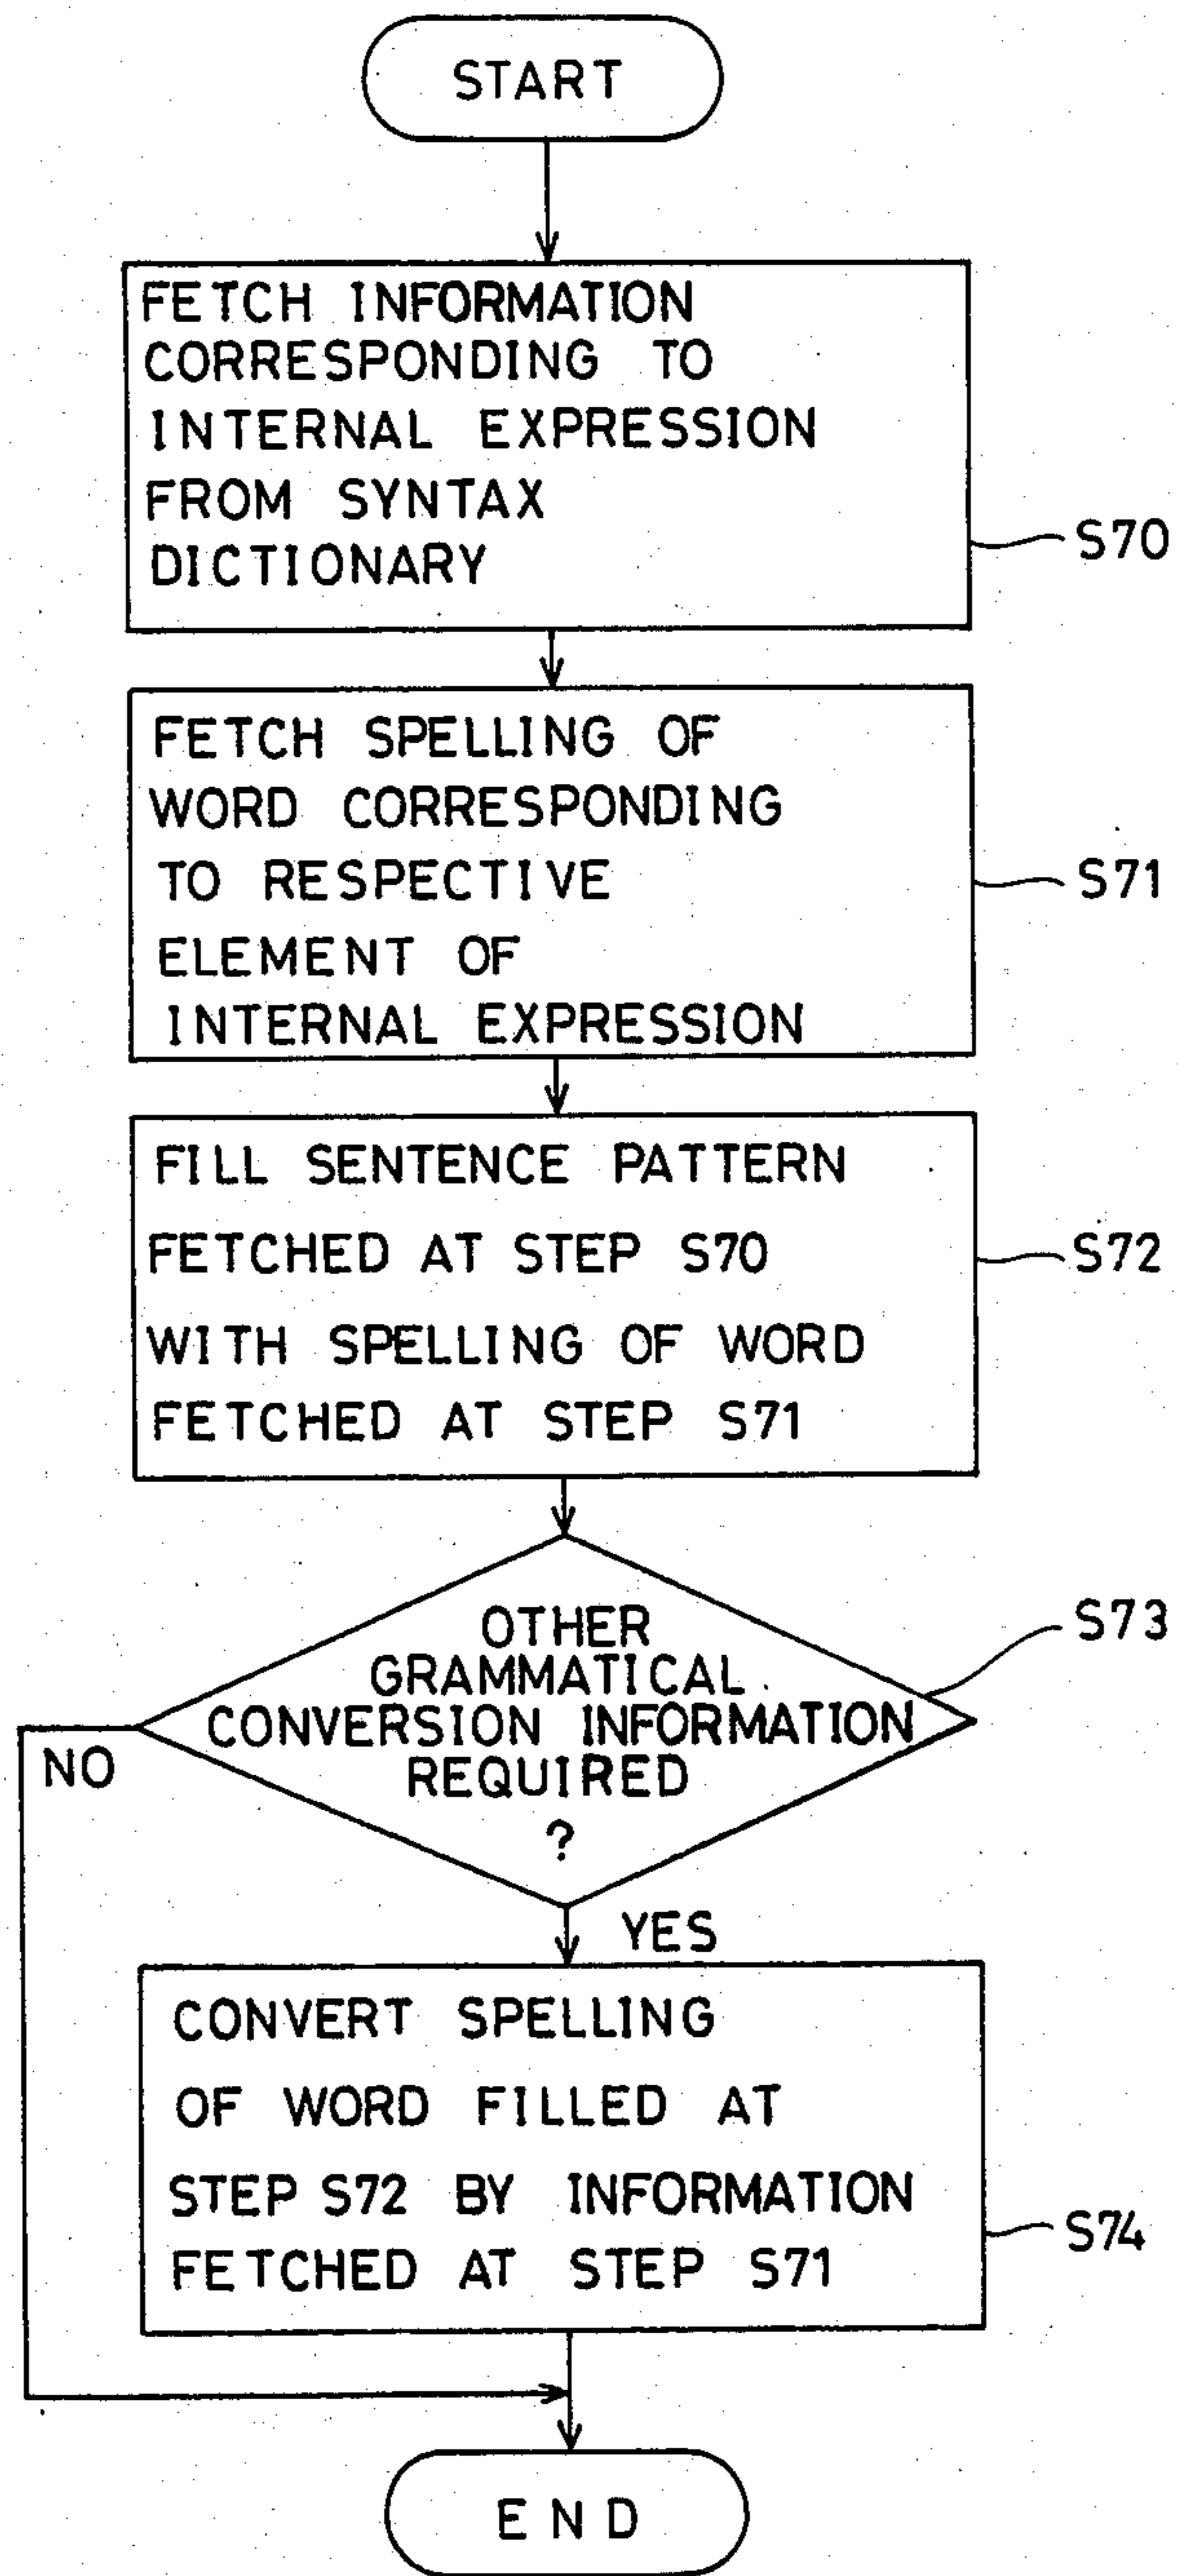 START
FETCH INFORMATION
CORRESPONDING TO
INTERNAL EXPRESSION
FROM SYNTAX
DICTIONARY
S70
FETCH SPELLING OF
WORD CORRESPONDING
TO RESPECTIVE
ELEMENT OF
INTERNAL EXPRESSION
S71
FILL SENTENCE PATTERN
FETCHED AT STEP S70
WITH SPELLING OF WORD
FETCHED AT STEP S71
S72
OTHER
GRAMMATICAL
CONVERSION INFORMATION
REQUIRED
?
S73
NO
YES
CONVERT SPELLING
OF WORD FILLED AT
STEP S72 BY INFORMATION
FETCHED AT STEP S71
S74
END